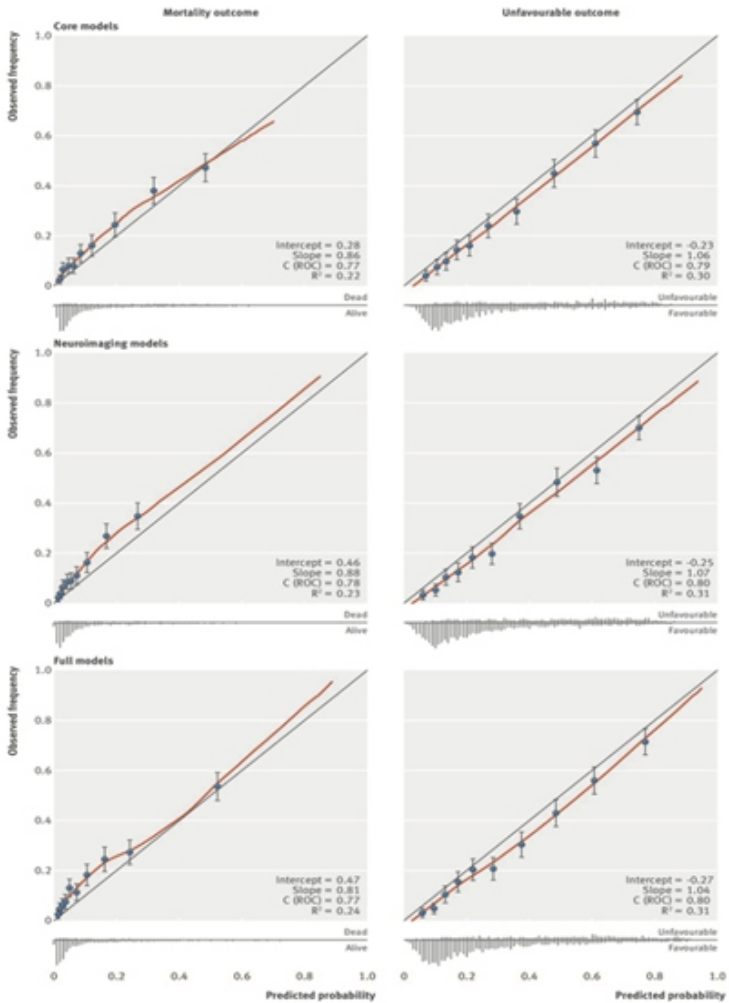 Mortality outcome
Unfavourable outcome
Core models
Observed frequency
1.0
0.8
0.6
0.4
0.2
0
Intercept = 0.28
Slope = 0.86
C (ROC) = 0.77
R² = 0.22
Dead
Alive
Intercept = -0.23
Slope = 1.06
C (ROC) = 0.79
R² = 0.30
Unfavourable
Favourable
Neuroimaging models
Observed frequency
1.0
0.8
0.6
0.4
0.2
0
Intercept = 0.46
Slope = 0.88
C (ROC) = 0.78
R² = 0.23
Dead
Alive
Intercept = -0.25
Slope = 1.07
C (ROC) = 0.80
R² = 0.31
Unfavourable
Favourable
Full models
Observed frequency
1.0
0.8
0.6
0.4
0.2
0
Intercept = 0.47
Slope = 0.81
C (ROC) = 0.77
R² = 0.24
Dead
Alive
Intercept = -0.27
Slope = 1.04
C (ROC) = 0.80
R² = 0.31
Unfavourable
Favourable
0 0.2 0.4 0.6 0.8 1.0
0 0.2 0.4 0.6 0.8 1.0
Predicted probability
Predicted probability